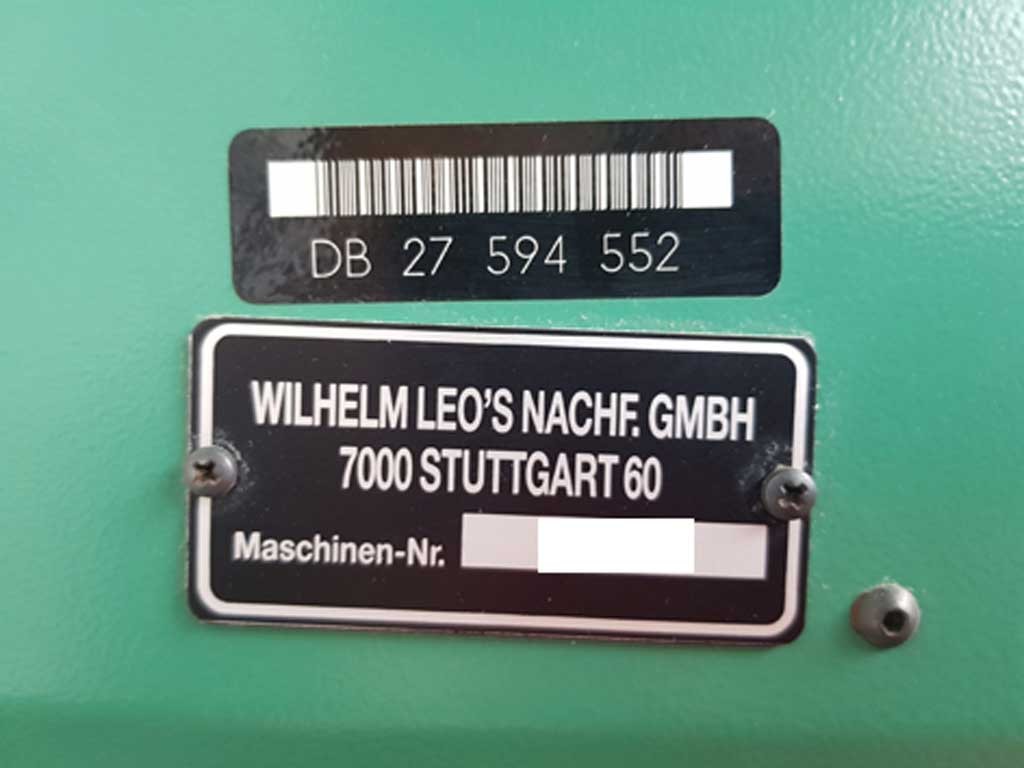 DB 27 594 552
WILHELM LEO'S NACHF. GMBH
7000 STUTTGART 60
Maschinen-Nr.